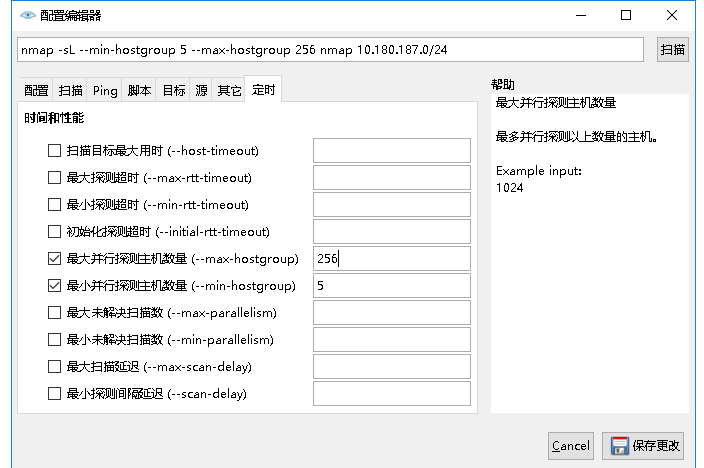 配置编辑器
nmap -sL --min-hostgroup 5 --max-hostgroup 256 nmap 10.180.187.0/24
扫描
配置 扫描 Ping 脚本 目标 源 其它 定时
时间和性能
扫描目标最大用时 (--host-timeout)
最大探测超时 (--max-rtt-timeout)
最小探测超时 (--min-rtt-timeout)
初始化探测超时 (--initial-rtt-timeout)
最大并行探测主机数量 (--max-hostgroup) 256
最小并行探测主机数量 (--min-hostgroup) 5
最大未解决扫描数 (--max-parallelism)
最小未解决扫描数 (--min-parallelism)
最大扫描延迟 (--max-scan-delay)
最小探测间隔延迟 (--scan-delay)
帮助
最大并行探测主机数量
最多并行探测以上数量的主机。
Example input:
1024
Cancel
保存更改